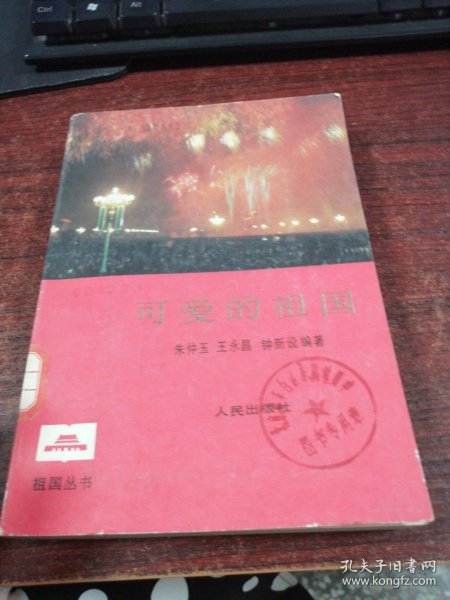 Ctrl
Alt
可爱的祖国
朱仲玉 王永昌 钟新设 编著
人民出版社
图书专用章
祖国丛书
孔夫子旧书网
www.kongfz.com